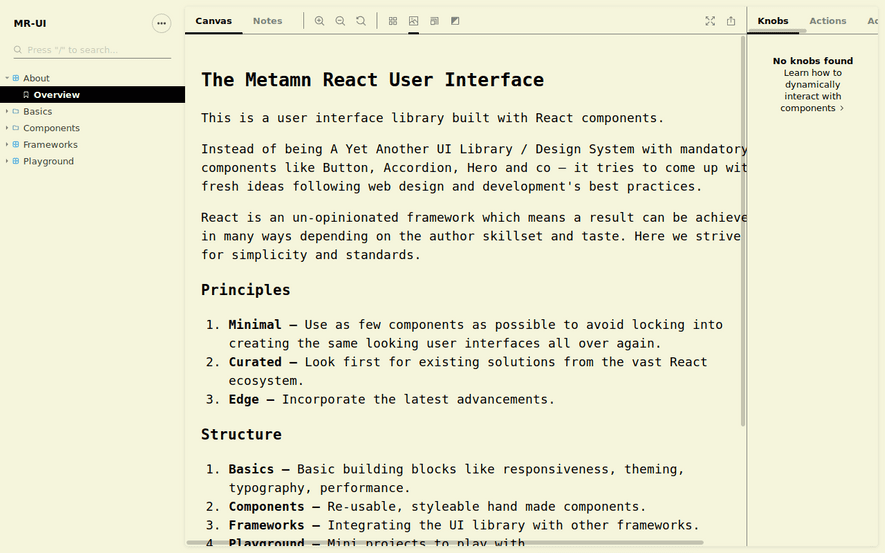 MR-UI
Press "/" to search...
About
Overview
Basics
Components
Frameworks
Playground
Canvas Notes
The Metamn React User Interface
This is a user interface library built with React components.
Instead of being A Yet Another UI Library / Design System with mandatory
components like Button, Accordion, Hero and co — it tries to come up wit
fresh ideas following web design and development's best practices.
React is an un-opinionated framework which means a result can be achieve
in many ways depending on the author skillset and taste. Here we strive
for simplicity and standards.
Principles
1. Minimal — Use as few components as possible to avoid locking into
creating the same looking user interfaces all over again.
2. Curated — Look first for existing solutions from the vast React
ecosystem.
3. Edge — Incorporate the latest advancements.
Structure
1. Basics — Basic building blocks like responsiveness, theming,
typography, performance.
2. Components — Re-usable, styleable hand made components.
3. Frameworks — Integrating the UI library with other frameworks.
4. Playground — Mini projects to play with
Knobs Actions Ac
No knobs found
Learn how to
dynamically
interact with
components